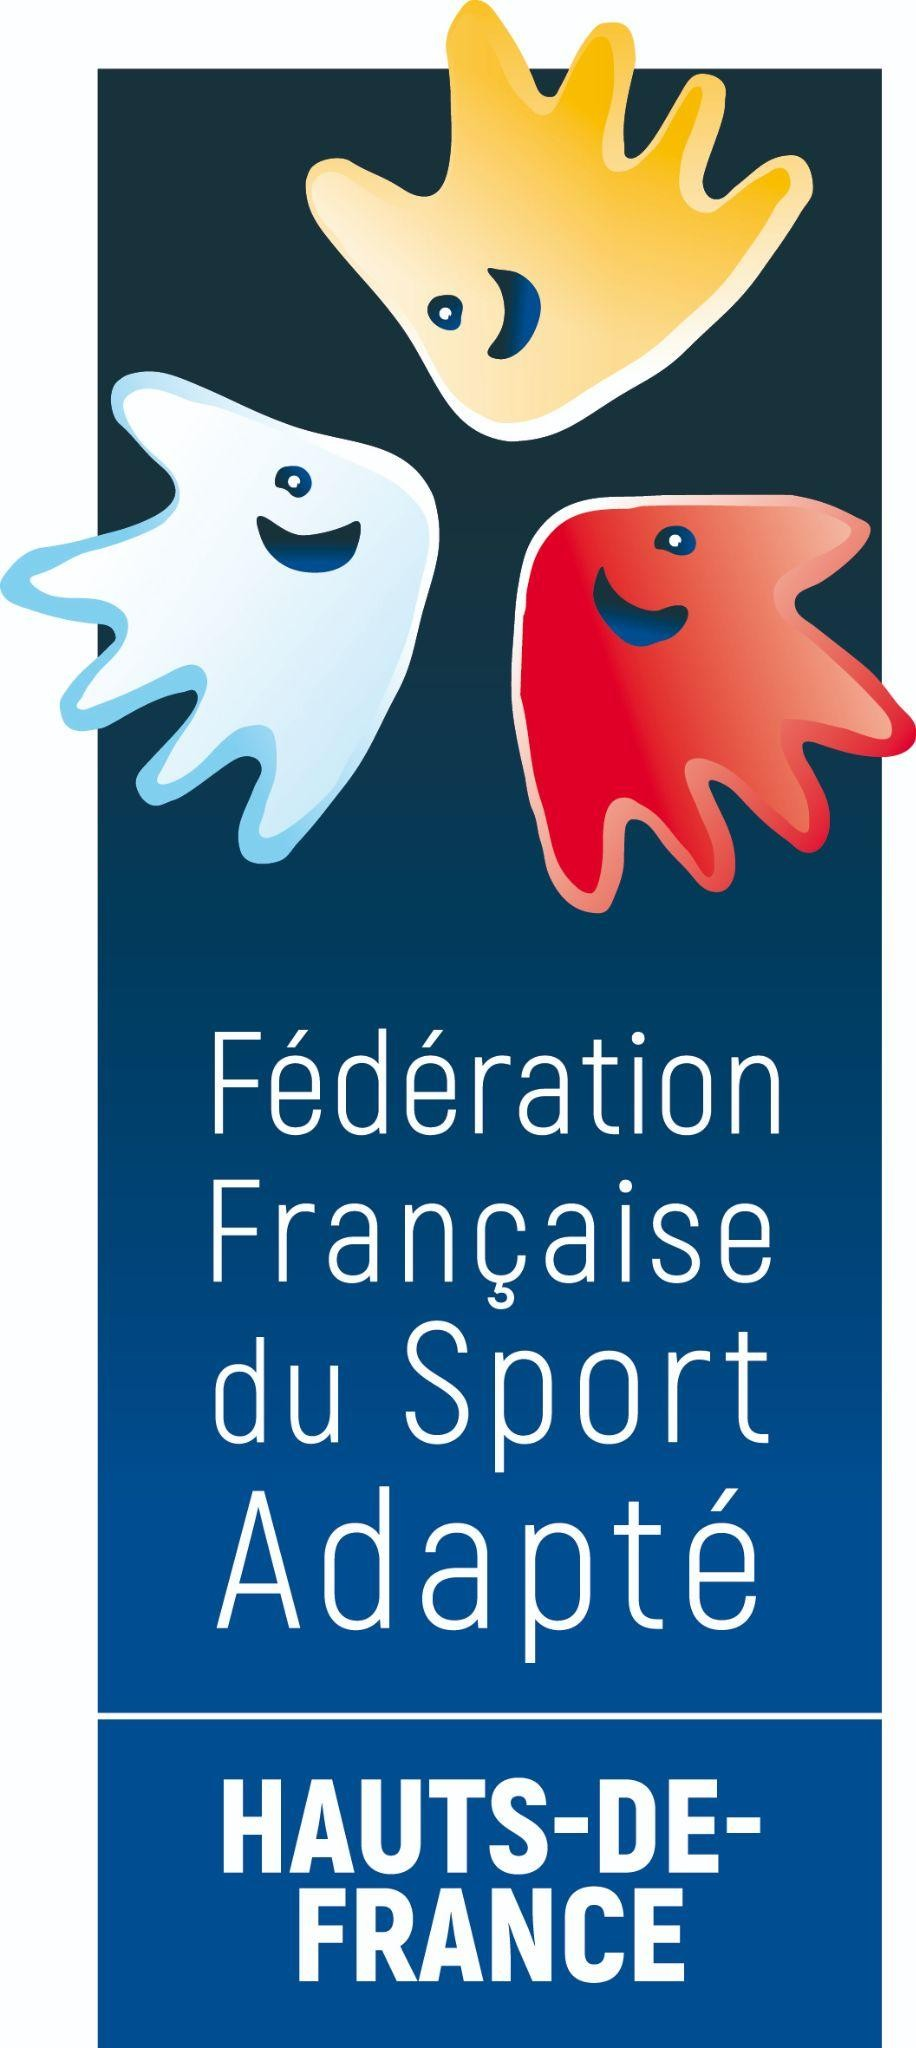 Fédération
Française
du Sport
Adapté
HAUTS-DE-
FRANCE